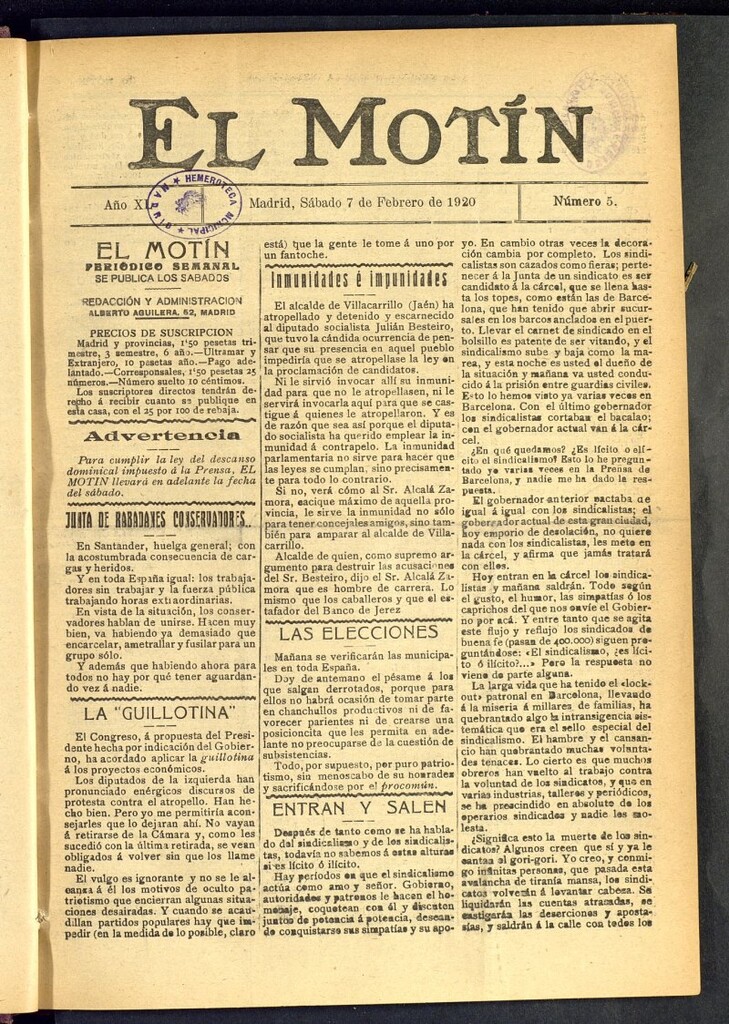 EL MOTÍN
Año XL
HEMEROTECA MUNICIPAL
MADRID
Madrid, Sábado 7 de Febrero de 1920
Número 5.
EL MOTÍN
PERIÓDICO SEMANAL
SE PUBLICA LOS SABADOS
REDACCIÓN Y ADMINISTRACION
ALBERTO AGUILERA, 52, MADRID
PRECIOS DE SUSCRIPCION
Madrid y provincias, 1'50 pesetas tri-
mestre, 3 semestre, 6 año.—Ultramar y
Extranjero, 10 pesetas año.—Pago ade-
lantado.—Corresponsales, 1'50 pesetas 25
números.—Número suelto 10 céntimos.
Los suscriptores directos tendrán de-
recho á recibir cuanto se publique en
esta casa, con el 25 por 100 de rebaja.
Advertencia
Para cumplir la ley del descanso
dominical impuesto á la Prensa, EL
MOTIN llevará en adelante la fecha
del sábado.
JUNTA DE RABADANES CONSERVADORES..
En Santander, huelga general; con
la acostumbrada consecuencia de car-
gas y heridos.
Y en toda España igual: los trabaja-
dores sin trabajar y la fuerza pública
trabajando horas extraordinarias.
En vista de la situación, los conser-
vadores hablan de unirse. Hacen muy
bien, va habiendo ya demasiado que
encarcelar, ametrallar y fusilar para un
grupo sólo.
Y además que habiendo ahora para
todos no hay por qué tener aguardan-
do vez á nadie.
LA "GUILLOTINA"
El Congreso, á propuesta del Presi-
dente hecha por indicación del Gobier-
no, ha acordado aplicar la guillotina
á los proyectos económicos.
Los diputados de la izquierda han
pronunciado enérgicos discursos de
protesta contra el atropello. Han he-
cho bien. Pero yo me permitiría acon-
sejarles que lo dejaran ahí. No vayan
á retirarse de la Cámara y, como les
sucedió con la última retirada, se vean
obligados á volver sin que los llame
nadie.
El vulgo es ignorante y no se le al-
canza á él los motivos de oculto pa-
triotismo que encierran algunas situa-
ciones desairadas. Y cuando se acau-
dillan partidos populares hay que im-
pedir (en la medida de lo posible, claro
está) que la gente le tome á uno por
un fantoche.
Inmunidades é impunidades
El alcalde de Villacarrillo (Jaén) ha
atropellado y detenido y escarnecido
al diputado socialista Julián Besteiro,
que tuvo la cándida ocurrencia de pen-
sar que su presencia en aquel pueblo
impediría que se atropellase la ley en
la proclamación de candidatos.
Ni le sirvió invocar allí su inmuni-
dad para que no le atropellasen, ni le
servirá invocarla aquí para que se cas-
tigue á quienes le atropellaron. Y es
de razón que sea así porque el diputa-
do socialista ha querido emplear la in-
munidad á contrapelo. La inmunidad
parlamentaria no sirve para hacer que
las leyes se cumplan, sino precisamen-
te para todo lo contrario.
Si no, verá cómo al Sr. Alcalá Za-
mora, cacique máximo de aquella pro-
vincia, le sirve la inmunidad no sólo
para tener concejales amigos, sino tam-
bién para amparar al alcalde de Villa-
carrillo.
Alcalde de quien, como supremo ar-
gumento para destruir las acusaciones
del Sr. Besteiro, dijo el Sr. Alcalá Za-
mora que es hombre de carrera. Lo
mismo que los caballeros y que el es-
tafador del Banco de Jerez
LAS ELECCIONES
Mañana se verificarán las municipa-
les en toda España.
Doy de antemano el pésame á los
que salgan derrotados, porque para
ellos no habrá ocasión de tomar parte
en chanchullos productivos ni de fa-
vorecer parientes ni de crearse una
posicioncita que les permita en ade-
lante no preocuparse de la cuestión de
subsistencias.
Todo, por supuesto, por puro patrio-
tismo, sin menoscabo de su honradez
y sacrificándose por el procomún.
ENTRAN Y SALEN
Después de tanto como se ha habla-
do del sindicalismo y de los sindicalis-
tas, todavía no sabemos á estas alturas
si es lícito ó ilícito.
Hay períodos en que el sindicalismo
actúa como amo y señor. Gobierno,
autoridades y patronos le hacen el ho-
menaje, coquetean con él y discuten
juntos de potencia á potencia, desean-
do conquistarse sus simpatías y su apo-
yo. En cambio otras veces la decora-
ción cambia por completo. Los sindi-
calistas son cazados como fieras; perte-
necer á la Junta de un sindicato es ser
candidato á la cárcel, que se llena hasta
los topes, como están las de Barce-
lona, que han tenido que abrir sucur-
sales en los barcos anclados en el puer-
to. Llevar el carnet de sindicado en el
bolsillo es patente de ser vitando, y el
sindicalismo sube y baja como la ma-
rea, y esta noche es usted el dueño de
la situación y mañana va usted condu-
cido á la prisión entre guardias civiles.
Esto lo hemos visto ya varias veces en
Barcelona. Con el último gobernador
los sindicalistas cortaban el bacalao;
con el gobernador actual van á la cár-
cel.
¿En qué quedamos? ¿Es lícito o ilí-
cito el sindicalismo? Esto lo he pregun-
tado yo varias veces en la Prensa de
Barcelona, y nadie me ha dado la res-
puesta.
El gobernador anterior pactaba de
igual á igual con los sindicalistas; el
gobernador actual de esta gran ciudad,
hoy emporio de desolación, no quiere
nada con los sindicalistas, les mete en
la cárcel, y afirma que jamás tratará
con ellos.
Hoy entran en la cárcel los sindica-
listas y mañana saldrán. Todo según
el gusto, el humor, las simpatías ó los
caprichos del que nos envíe el Gobier-
no por acá. Y entre tanto que se agita
este flujo y reflujo los sindicados de
buena fe (pasan de 400.000) siguen pre-
guntándose: «El sindicalismo, ¿es líci-
to ó ilícito?...» Pero la respuesta no
viene de parte alguna.
La larga vida que ha tenido el «lock-
out» patronal en Barcelona, llevando
á la miseria á millares de familias, ha
quebrantado algo la intransigencia sis-
temática que era el sello especial del
sindicalismo. El hambre y el cansan-
cio han quebrantado muchas volunta-
des tenaces. Lo cierto es que muchos
obreros han vuelto al trabajo contra
la voluntad de los sindicatos, y que en
varias industrias, talleres y periódicos,
se ha prescindido en absoluto de los
operarios sindicados y nadie les mo-
lesta.
¿Significa esto la muerte de los sin-
dicatos? Algunos creen que sí y ya le
cantan el gori-gori. Yo creo, y conmi-
go infinitas personas, que pasada esta
avalancha de tiranía mansa, los sindi-
catos volverán á levantar cabeza. Se
liquidarán las cuentas atrasadas, se
castigarán las deserciones y aposta-
sías, y saldrán á la calle con todos los